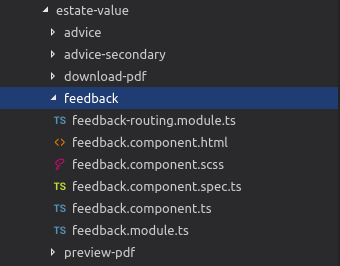 estate-value
advice
advice-secondary
download-pdf
feedback
TS feedback-routing.module.ts
<> feedback.component.html
feedback.component.scss
TS feedback.component.spec.ts
TS feedback.component.ts
TS feedback.module.ts
preview-pdf